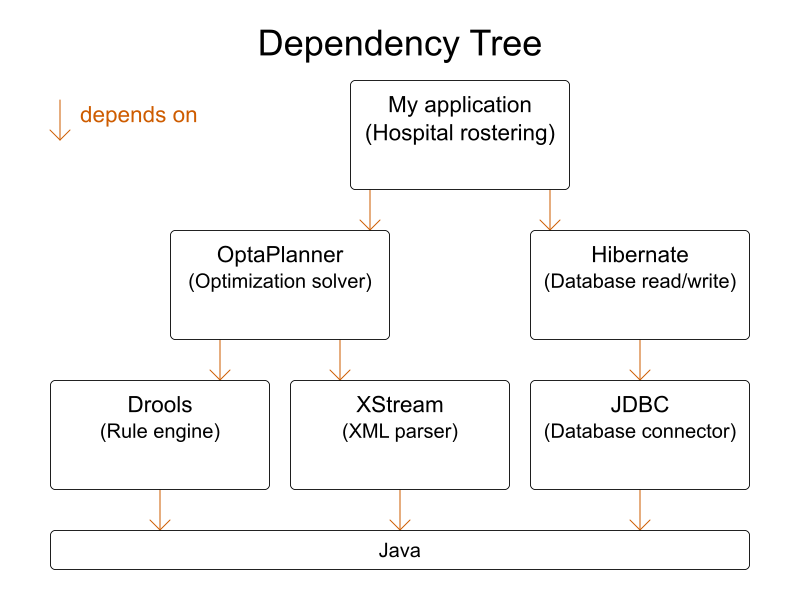 Dependency Tree
depends on
My application
(Hospital rostering)
OptaPlanner
(Optimization solver)
Hibernate
(Database read/write)
Drools
(Rule engine)
XStream
(XML parser)
JDBC
(Database connector)
Java